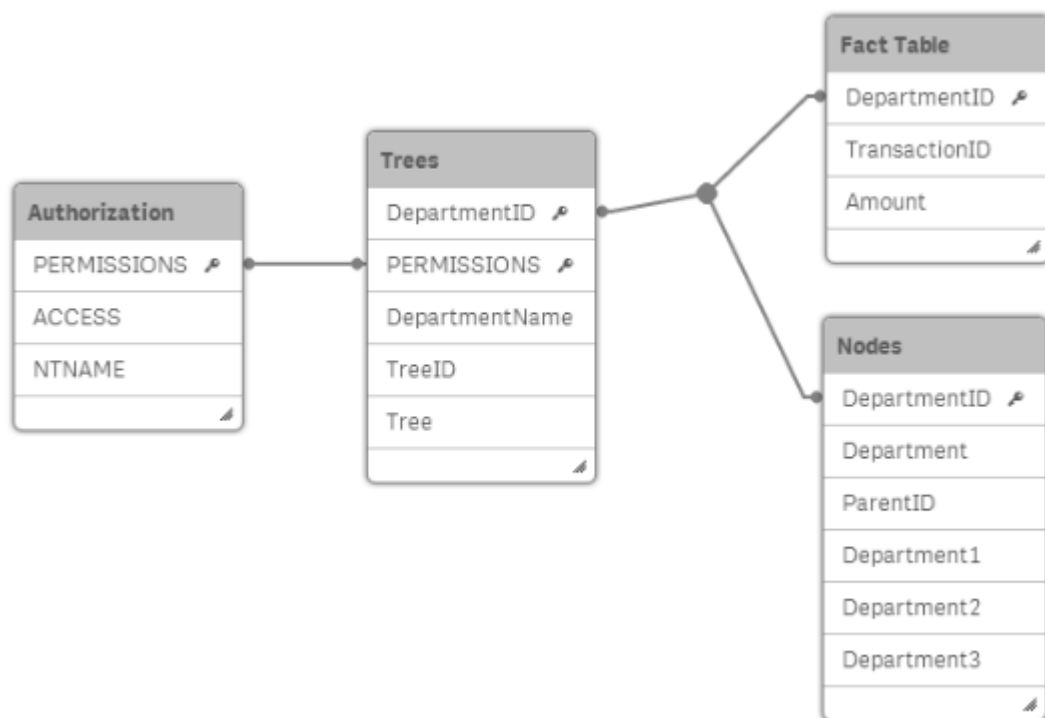 Authorization
PERMISSIONS
ACCESS
NTNAME
Trees
DepartmentID
PERMISSIONS
DepartmentName
TreeID
Tree
Fact Table
DepartmentID
TransactionID
Amount
Nodes
DepartmentID
Department
ParentID
Department1
Department2
Department3